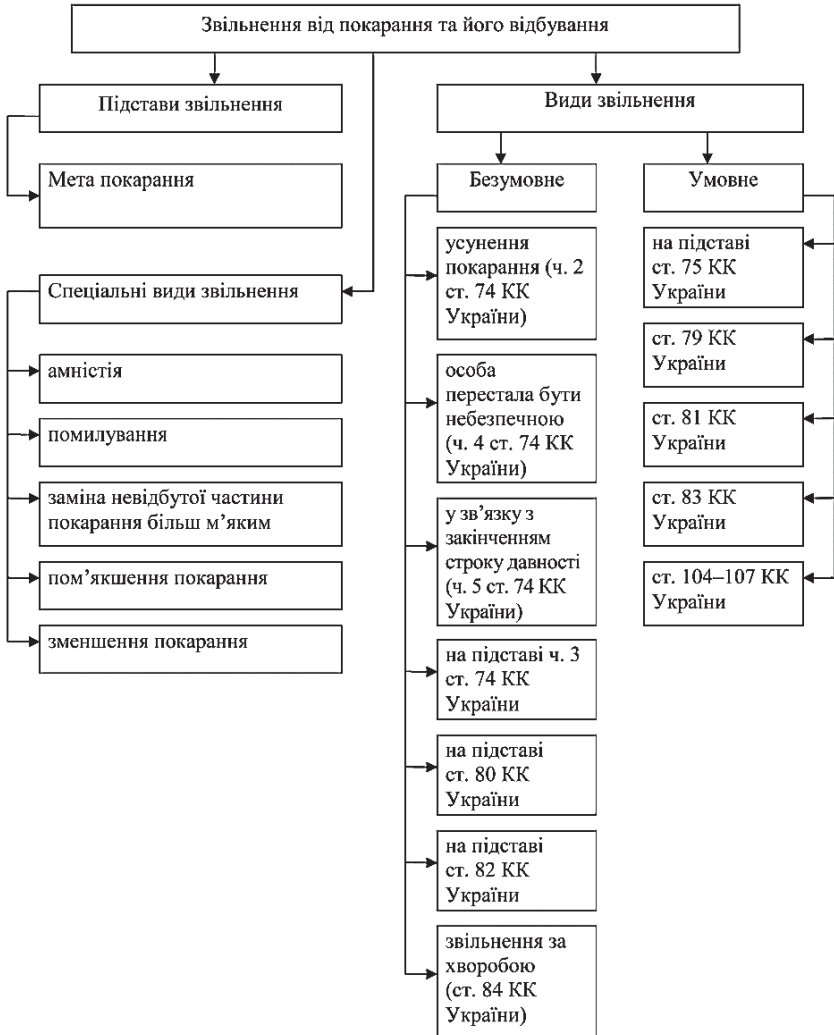 Звільнення від покарання та його відбування
Підстави звільнення
Мета покарання
Спеціальні види звільнення
амністія
помилування
заміна невідбутої частини
покарання більш м’яким
пом’якшення покарання
зменшення покарання
Види звільнення
Безумовне
усунення
покарання (ч. 2
ст. 74 КК
України)
особа
перестала бути
небезпечною
(ч. 4 ст. 74 КК
України)
у зв’язку з
закінченням
строку давності
(ч. 5 ст. 74 КК
України)
на підставі ч. 3
ст. 74 КК
України
на підставі
ст. 80 КК
України
на підставі
ст. 82 КК
України
звільнення за
хворобою
(ст. 84 КК
України)
Умовне
на підставі
ст. 75 КК
України
ст. 79 КК
України
ст. 81 КК
України
ст. 83 КК
України
ст. 104–107 КК
України